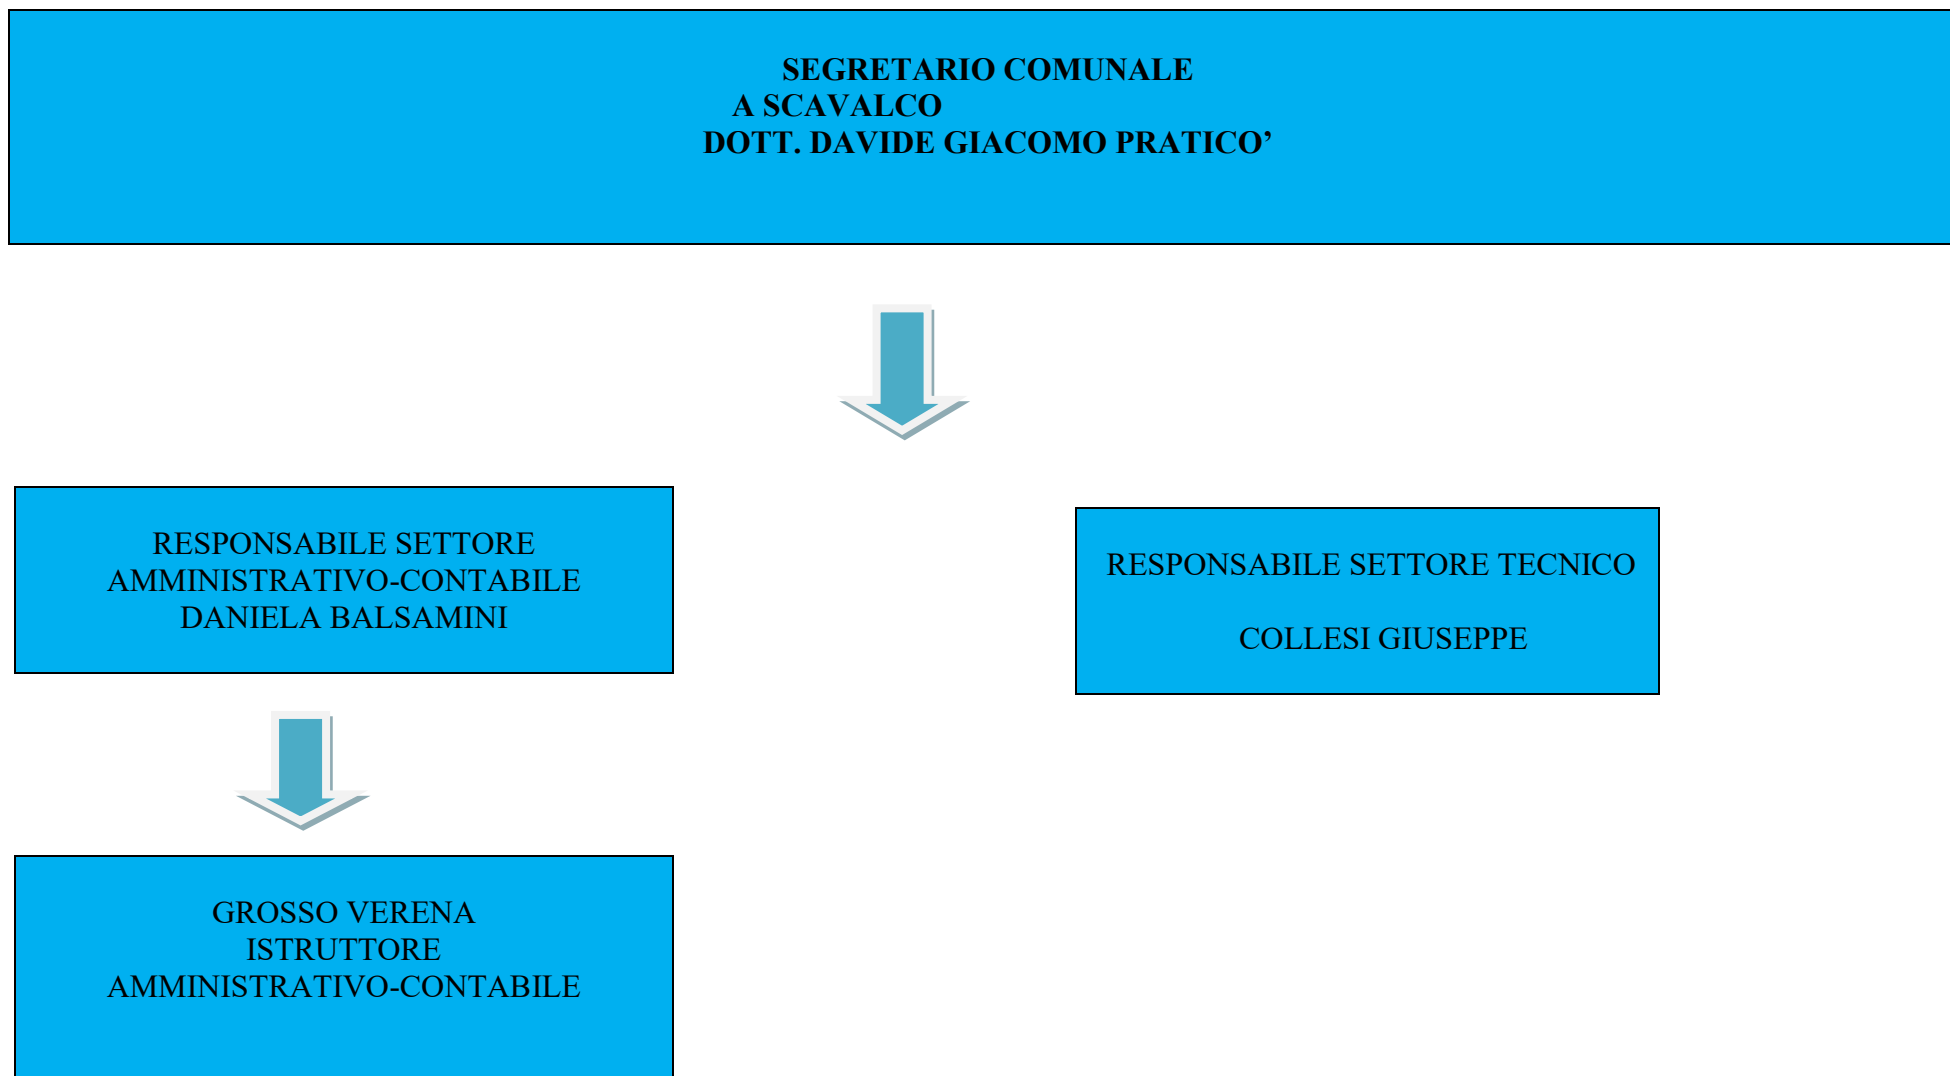 SEGRETARIO COMUNALE
A SCAVALCO
DOTT. DAVIDE GIACOMO PRATICO’
RESPONSABILE SETTORE
AMMINISTRATIVO-CONTABILE
DANIELA BALSAMINI
RESPONSABILE SETTORE TECNICO
COLLESI GIUSEPPE
GROSSO VERENA
ISTRUTTORE
AMMINISTRATIVO-CONTABILE